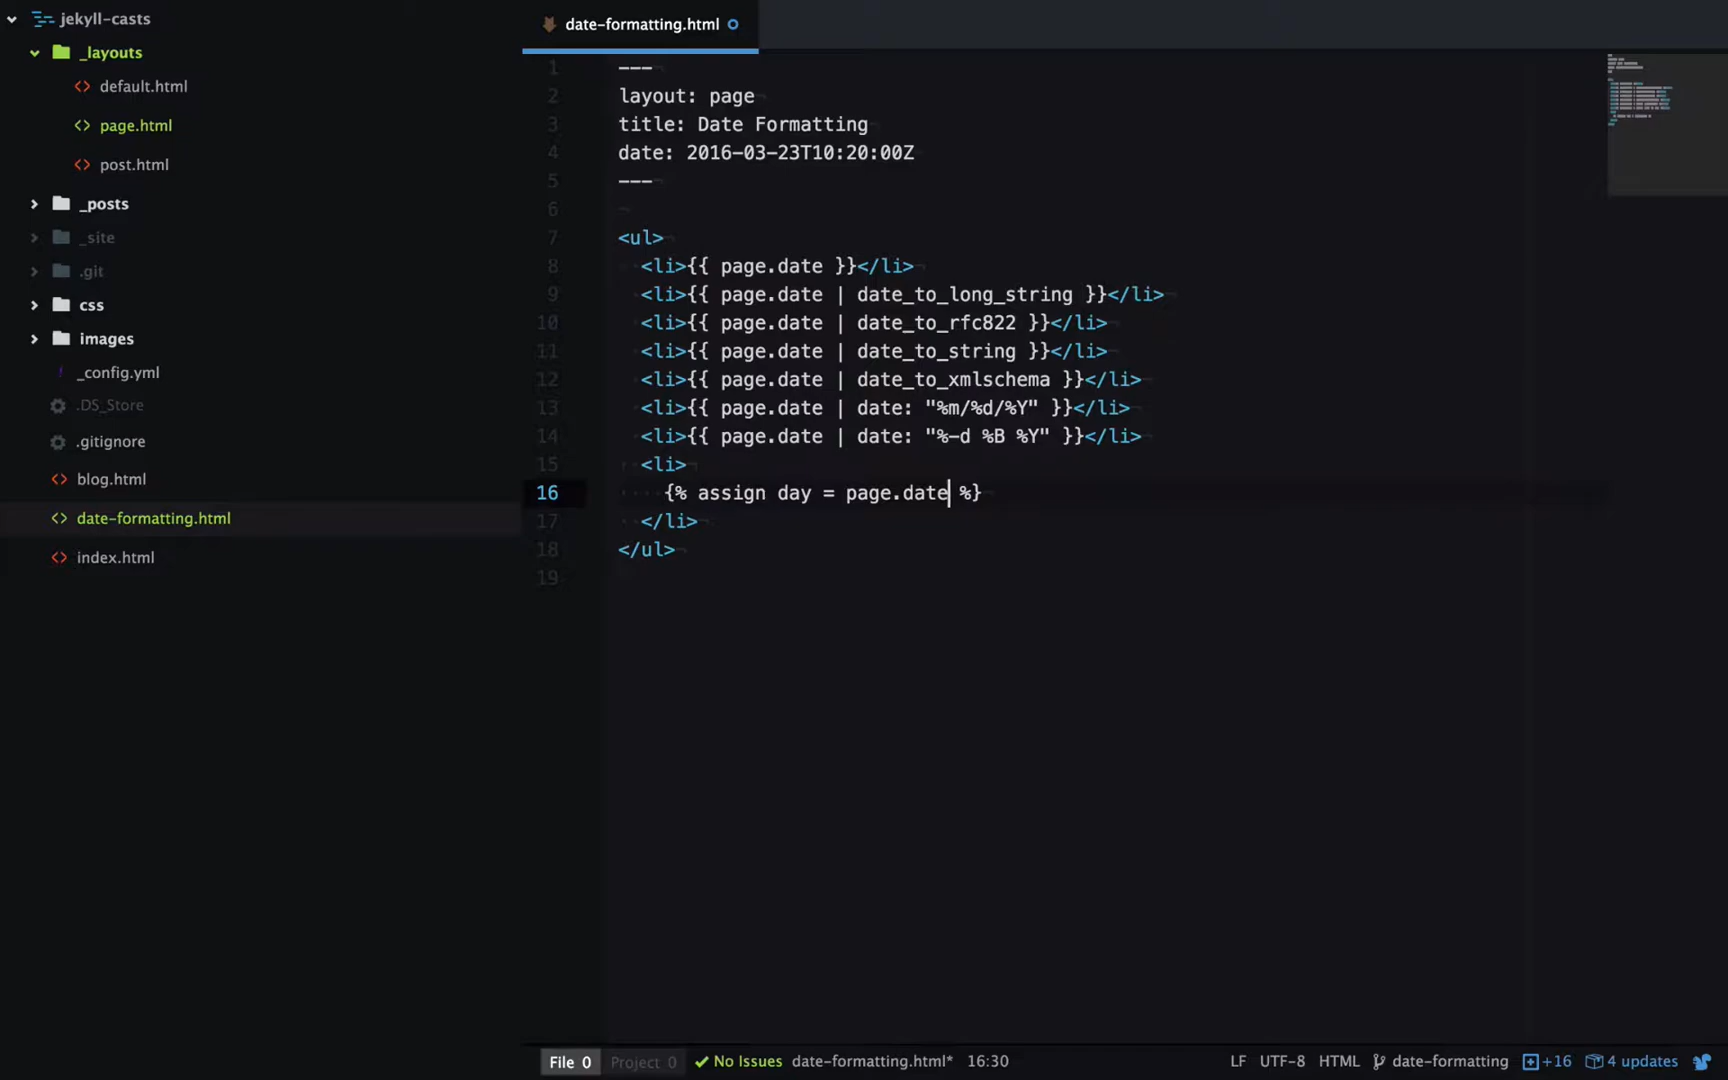 jekyll-casts
_layouts
default.html
page.html
post.html
_posts
_site
.git
css
images
_config.yml
.DS_Store
.gitignore
blog.html
date-formatting.html
index.html
date-formatting.html
1 ---
2 layout: page
3 title: Date Formatting
4 date: 2016-03-23T10:20:00Z
5 ---
6
7 <ul>
8 <li>{{ page.date }}</li>
9 <li>{{ page.date | date_to_long_string }}</li>
10 <li>{{ page.date | date_to_rfc822 }}</li>
11 <li>{{ page.date | date_to_string }}</li>
12 <li>{{ page.date | date_to_xmlschema }}</li>
13 <li>{{ page.date | date: "%m/%d/%Y" }}</li>
14 <li>{{ page.date | date: "%-d %B %Y" }}</li>
15 <li>
16 {% assign day = page.date %}
17 </li>
18 </ul>
19
File 0 Project 0 No Issues date-formatting.html* 16:30 LF UTF-8 HTML date-formatting +16 4 updates